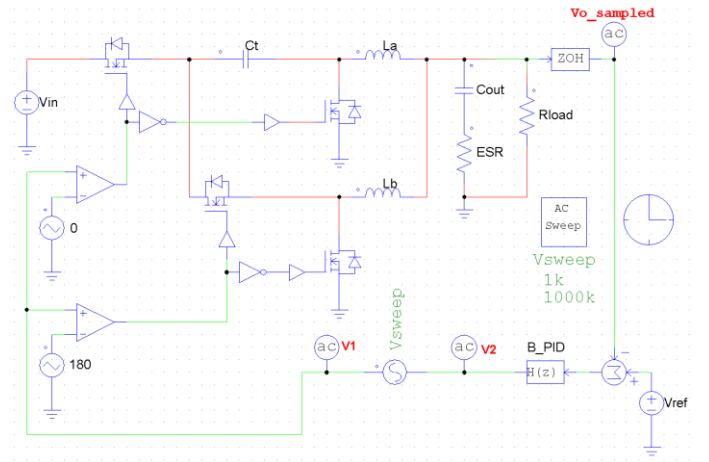 Vo_sampled
ac
Ct
La
ZOH
Vin
Cout
Rload
ESR
Lb
0
AC
Sweep
Vsweep
1k
1000k
Vsweep
180
ac V1
ac V2
B_PID
H(z)
Σ
Vref